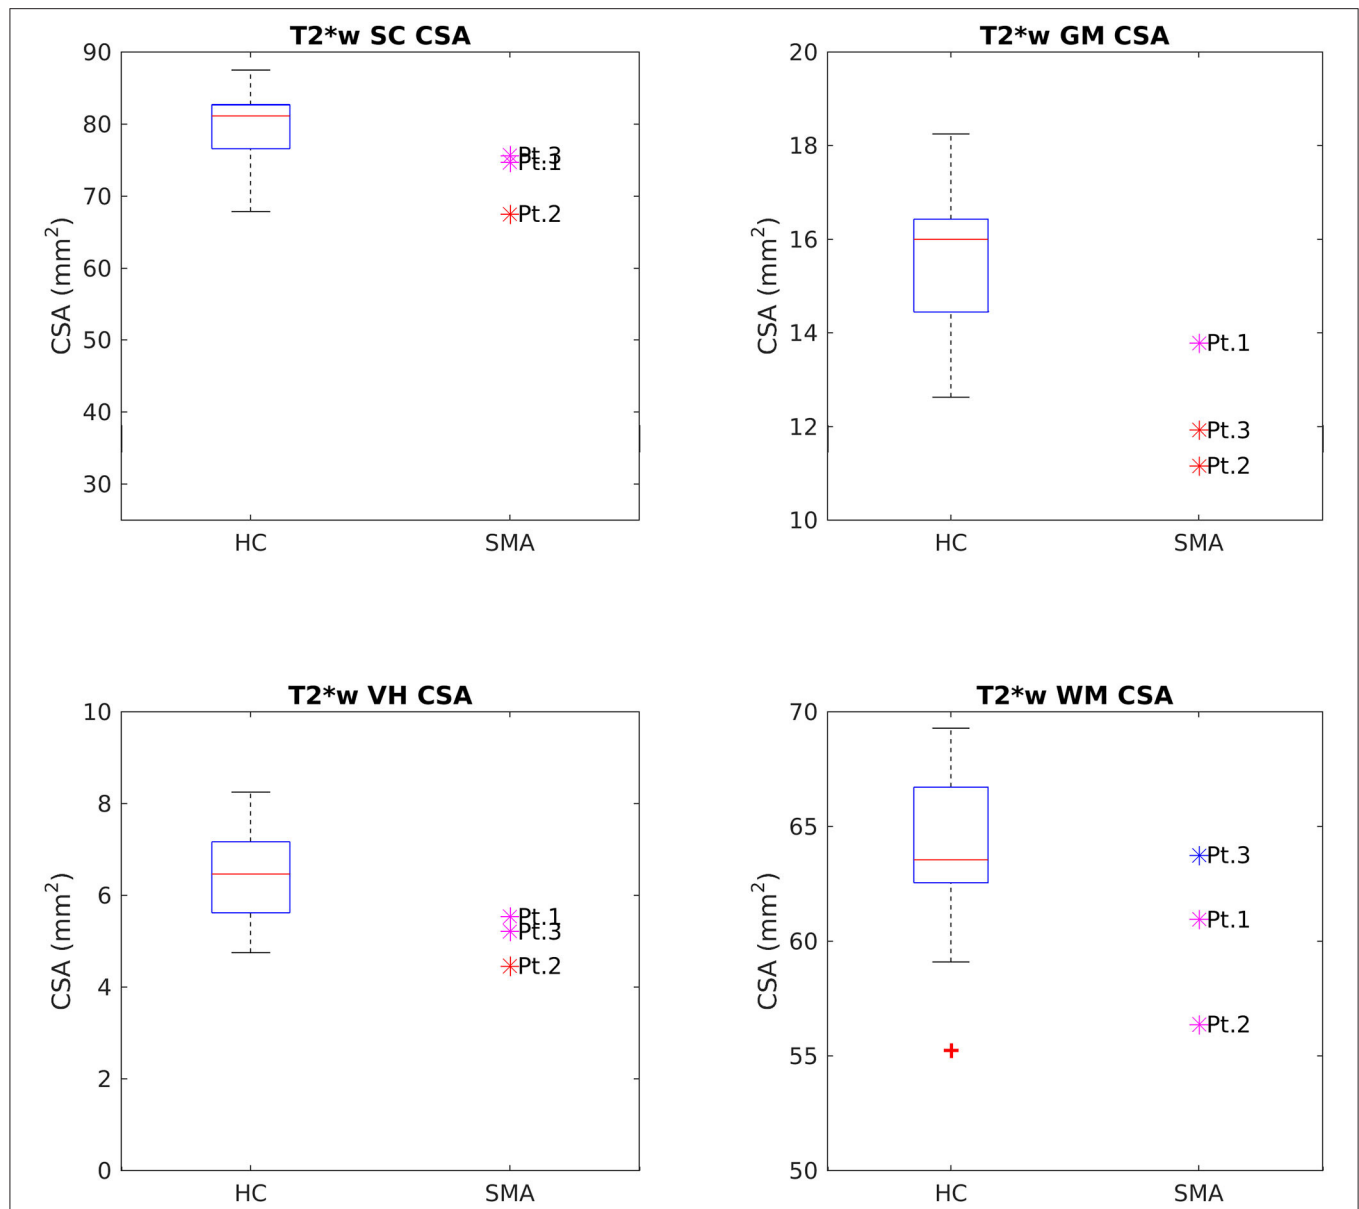 T2*w SC CSA
90
80
70
60
50
40
30
CSA (mm²)
Pt.3
Pt.1
Pt.2
HC
SMA
T2*w GM CSA
20
18
16
14
12
10
CSA (mm²)
Pt.1
Pt.3
Pt.2
HC
SMA
T2*w VH CSA
10
8
6
4
2
0
CSA (mm²)
Pt.1
Pt.3
Pt.2
HC
SMA
T2*w WM CSA
70
65
60
55
50
CSA (mm²)
Pt.3
Pt.1
Pt.2
HC
SMA